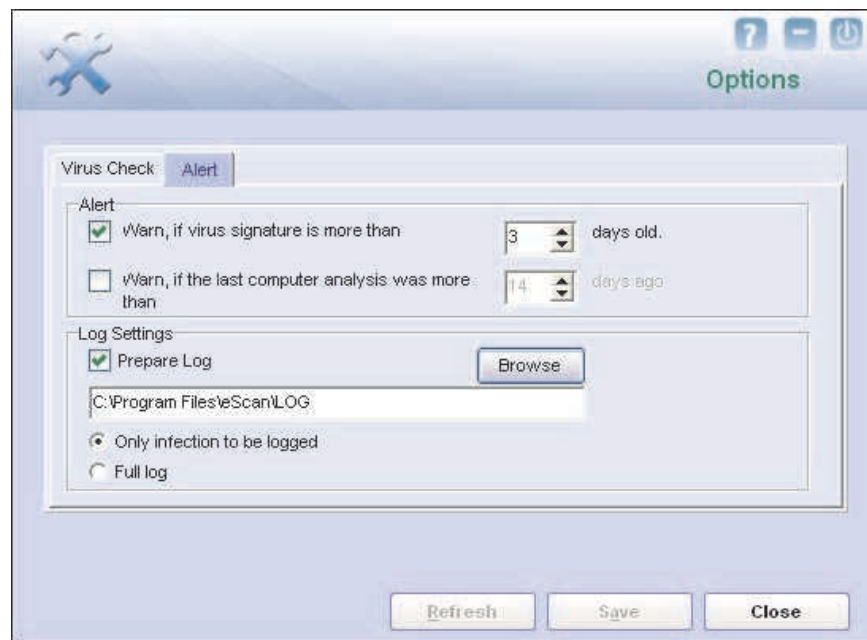 ?
Options
Virus Check
Alert
Alert
Warn, if virus signature is more than
3
days old.
Warn, if the last computer analysis was more
than
14
days ago
Log Settings
Prepare Log
Browse
C:\Program Files\eScan\LOG
Only infection to be logged
Full log
Refresh
Save
Close